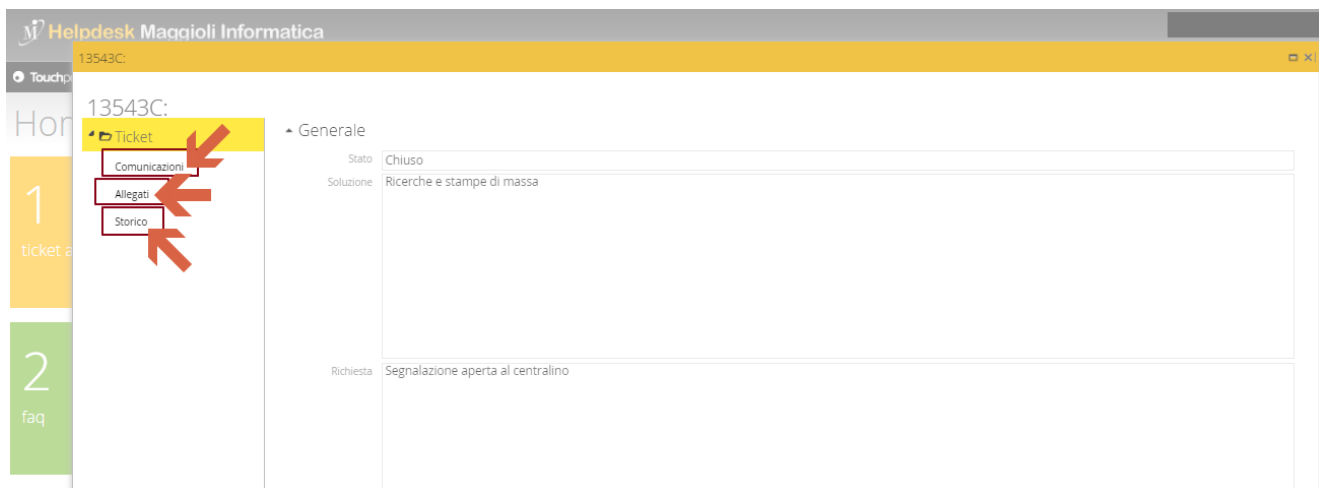 Helpdesk Maggioli Informatica
13543C:
Touchp
Hor
13543C:
Ticket
Comunicazioni
Allegati
Storico
Generale
Stato Chiuso
Soluzione Ricerche e stampe di massa
Richiesta Segnalazione aperta al centralino
1
ticket a
2
faq